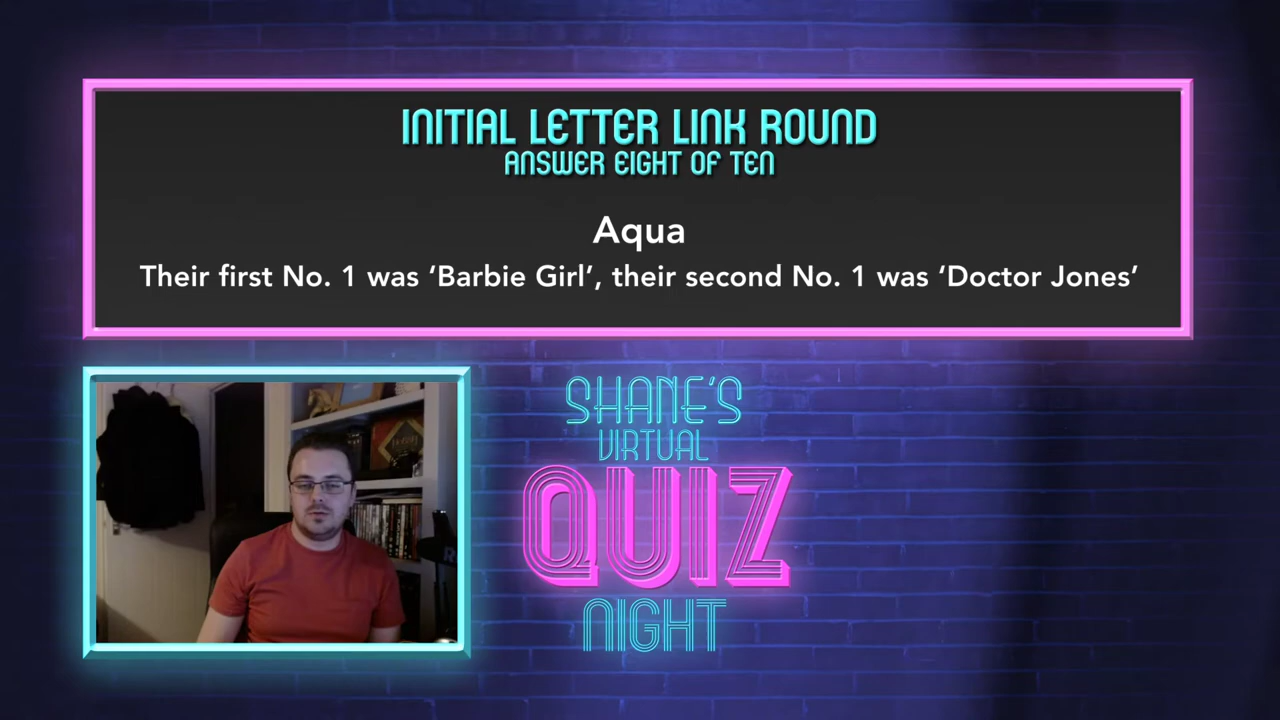 INITIAL LETTER LINK ROUND
ANSWER EIGHT OF TEN
Aqua
Their first No. 1 was ‘Barbie Girl’, their second No. 1 was ‘Doctor Jones’
SHANE'S
VIRTUAL
QUIZ
NIGHT